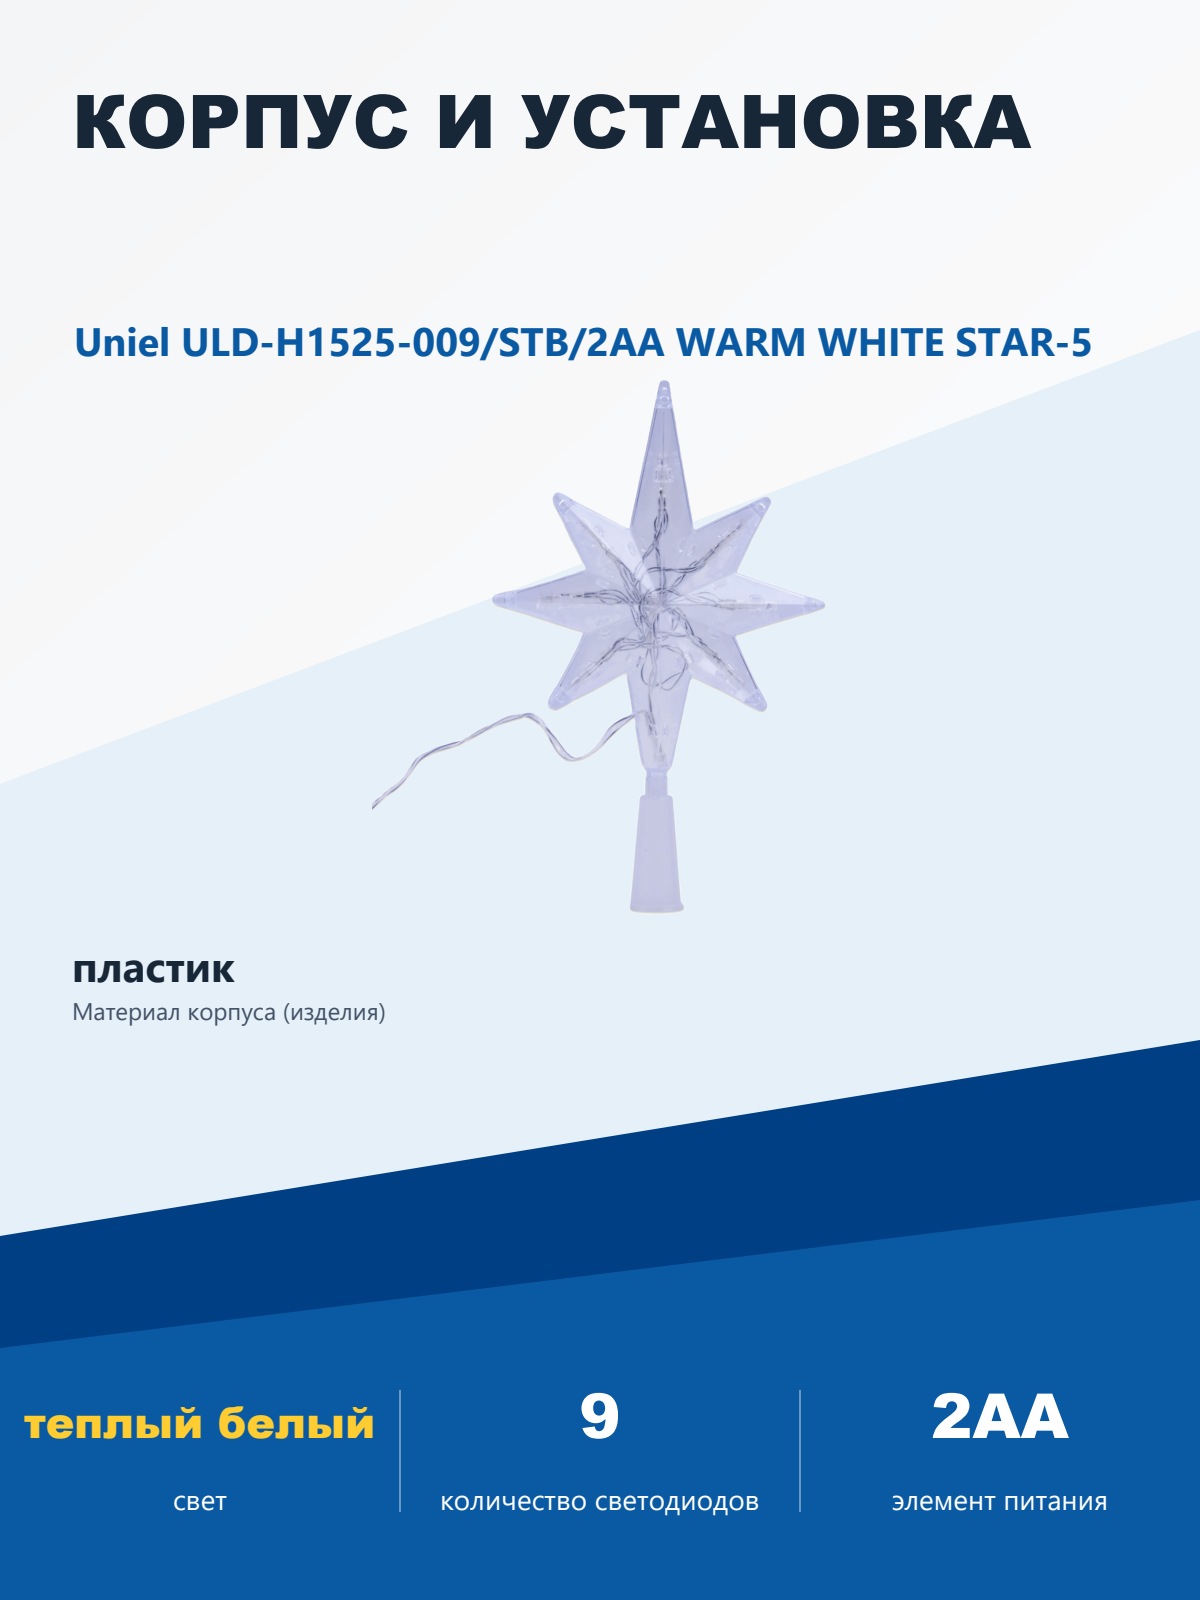 КОРПУС И УСТАНОВКА
Uniel ULD-H1525-009/STB/2AA WARM WHITE STAR-5
пластик
Материал корпуса (изделия)
теплый белый
свет
9
количество светодиодов
2AA
элемент питания